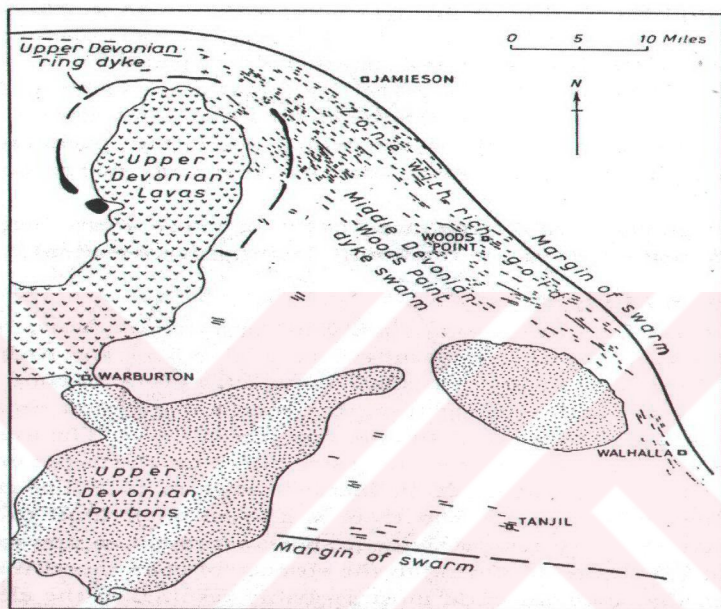 Upper Devonian
ring dyke
0 5 10 Miles
JAMIESON
N
Zone with rich gold
Upper
Devonian
Lavas
WOODS
POINT
Middle Devonian
Woods Point
dyke swarm
Margin of swarm
WARBURTON
WALHALLA
Upper
Devonian
Plutons
TANJIL
Margin of swarm